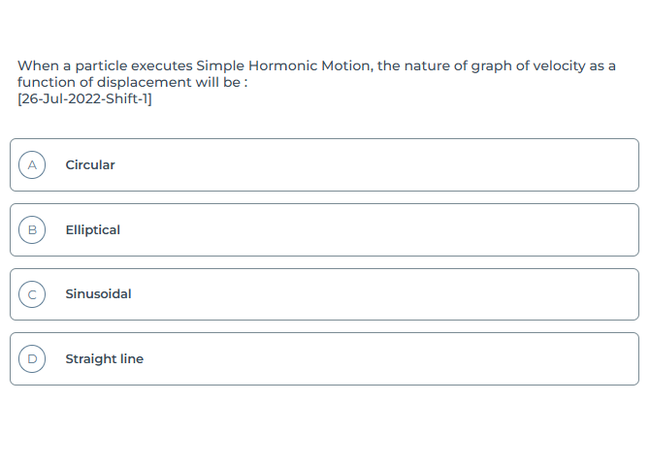 When a particle executes Simple Hormonic Motion, the nature of graph of velocity as a
function of displacement will be :
[26-Jul-2022-Shift-1]
A Circular
B Elliptical
C Sinusoidal
D Straight line